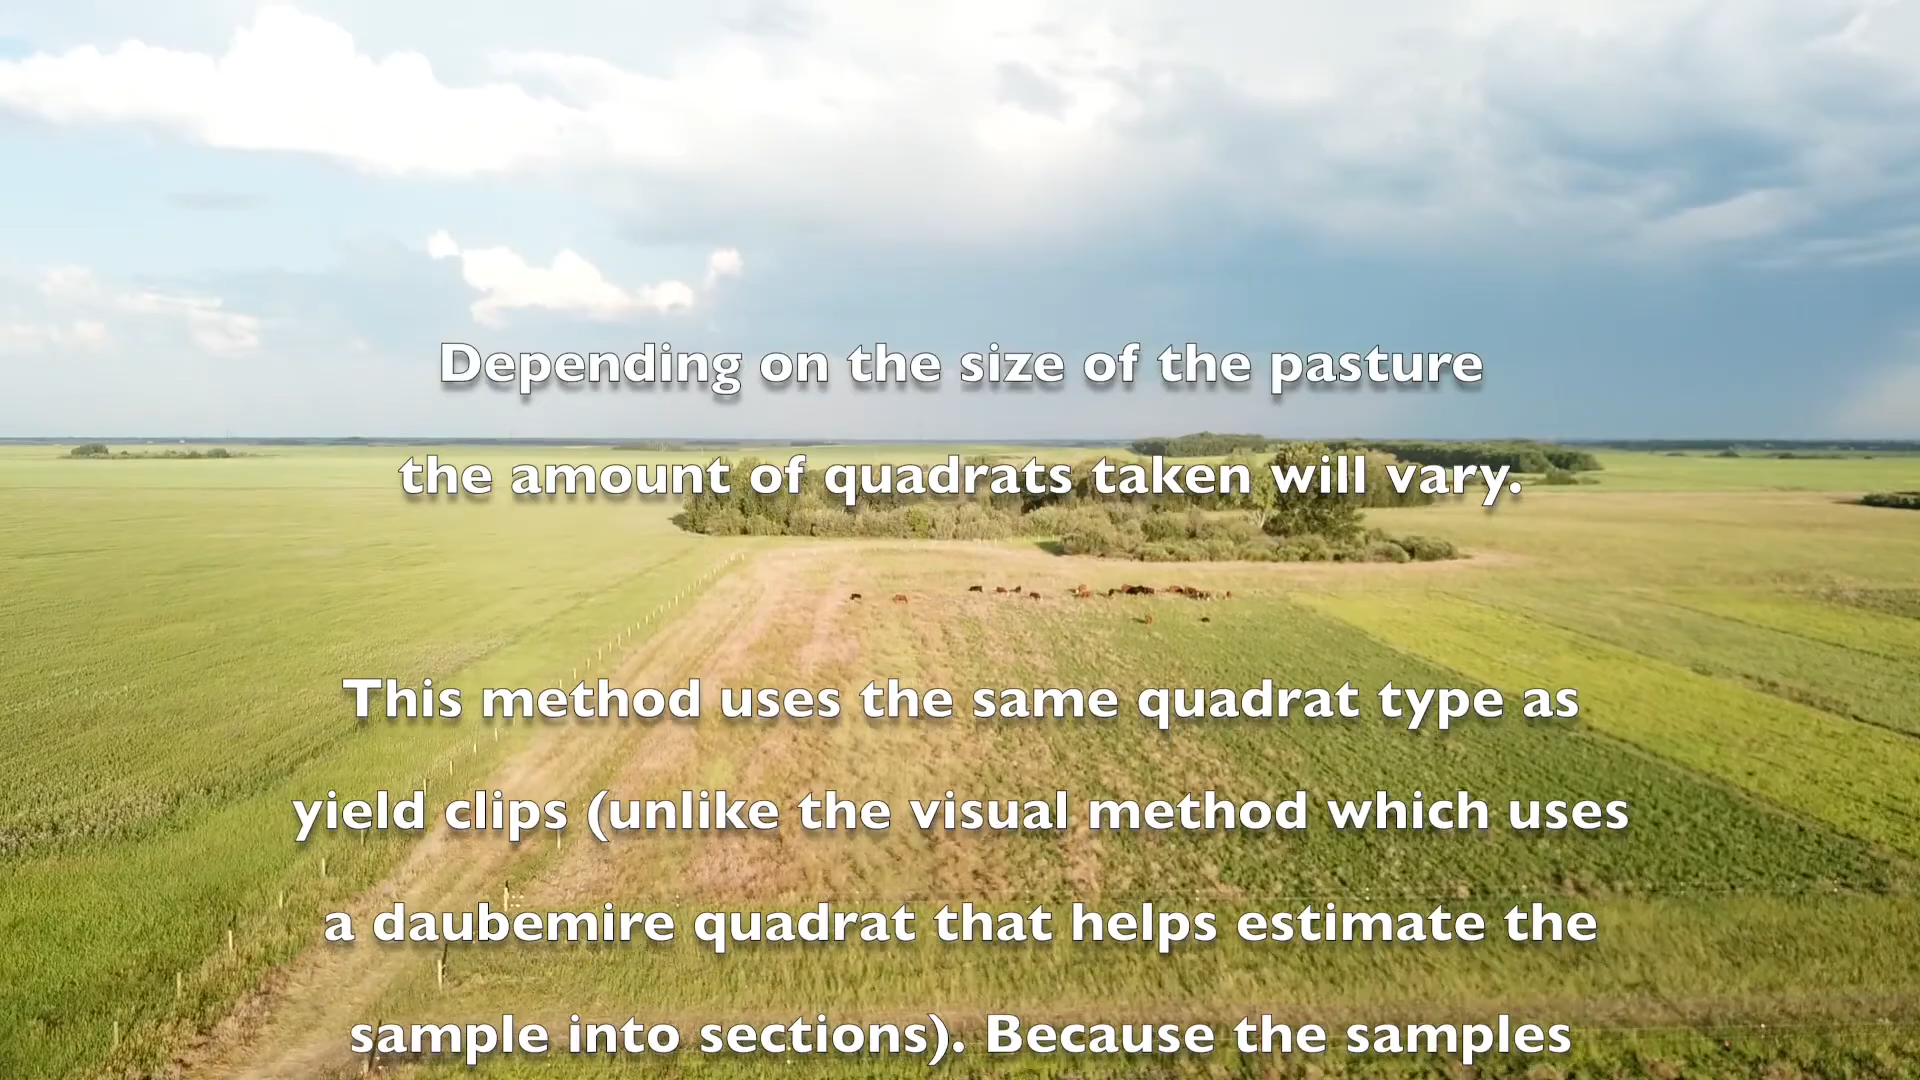 Depending on the size of the pasture
the amount of quadrats taken will vary.
This method uses the same quadrat type as
yield clips (unlike the visual method which uses
a daubemire quadrat that helps estimate the
sample into sections). Because the samples